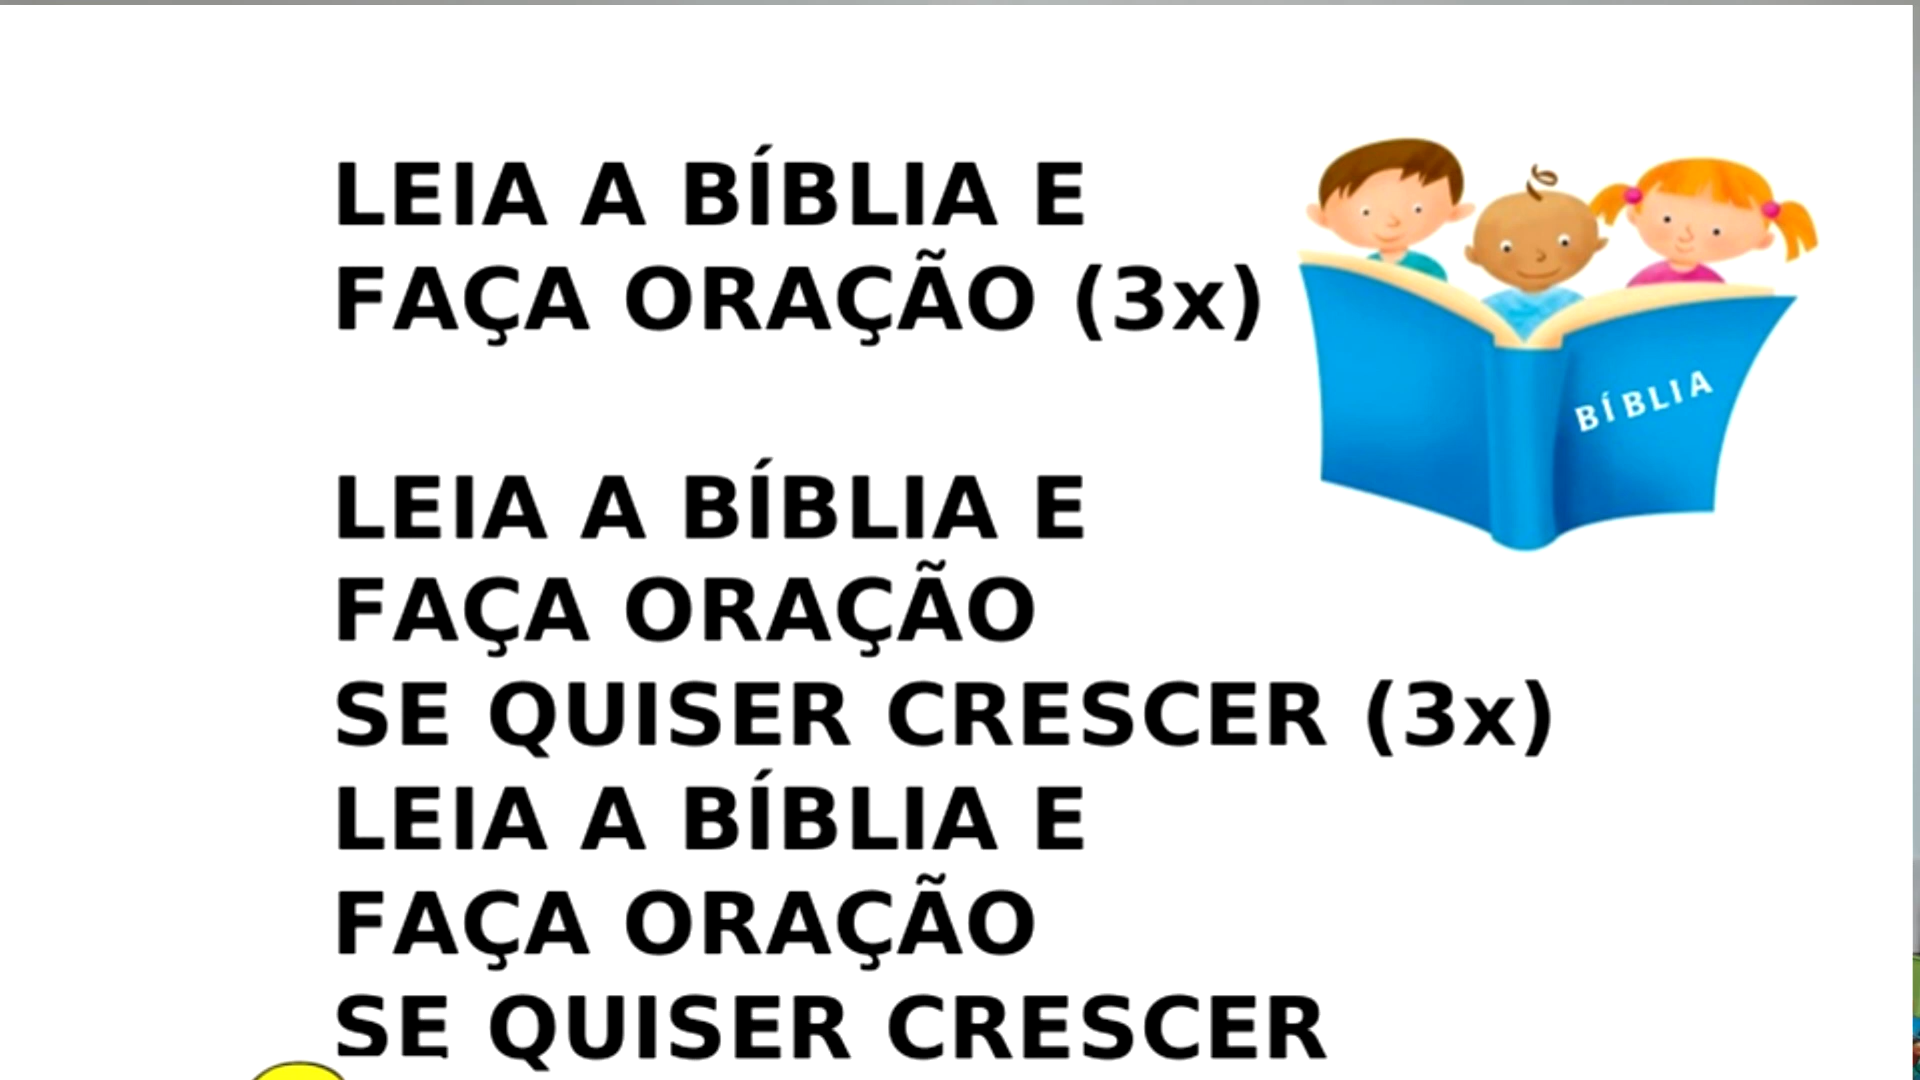 LEIA A BÍBLIA E
FAÇA ORAÇÃO (3x)
BÍBLIA
LEIA A BÍBLIA E
FAÇA ORAÇÃO
SE QUISER CRESCER (3x)
LEIA A BÍBLIA E
FAÇA ORAÇÃO
SE QUISER CRESCER